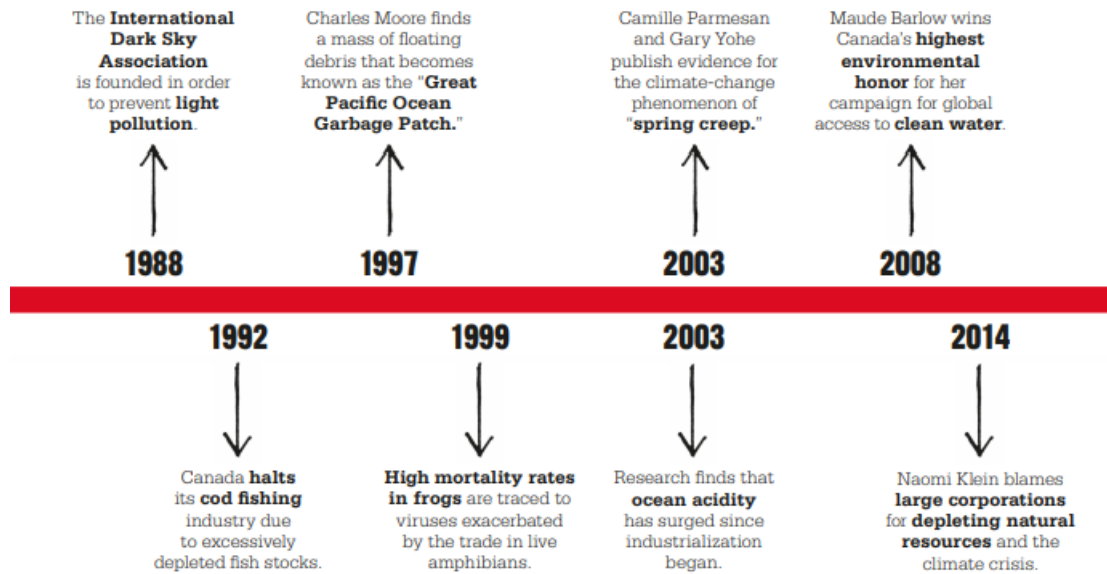 The International
Dark Sky
Association
is founded in order
to prevent light
pollution.
Charles Moore finds
a mass of floating
debris that becomes
known as the “Great
Pacific Ocean
Garbage Patch.”
Camille Parmesan
and Gary Yohe
publish evidence for
the climate-change
phenomenon of
“spring creep.”
Maude Barlow wins
Canada’s highest
environmental
honor for her
campaign for global
access to clean water.
1988
1997
2003
2008
1992
1999
2003
2014
Canada halts
its cod fishing
industry due
to excessively
depleted fish stocks.
High mortality rates
in frogs are traced to
viruses exacerbated
by the trade in live
amphibians.
Research finds that
ocean acidity
has surged since
industrialization
began.
Naomi Klein blames
large corporations
for depleting natural
resources and the
climate crisis.